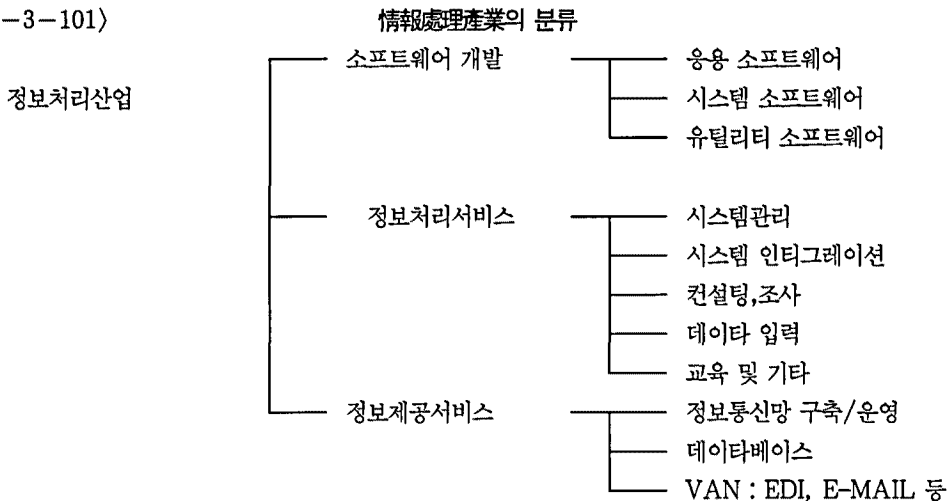 -3-101〉 情報處理產業의 분류
소프트웨어 개발 응용 소프트웨어
정보처리산업 시스템 소프트웨어
유틸리티 소프트웨어
정보처리서비스 시스템관리
시스템 인티그레이션
컨설팅,조사
데이타 입력
교육 및 기타
정보제공서비스 정보통신망 구축/운영
데이타베이스
VAN : EDI, E-MAIL 등